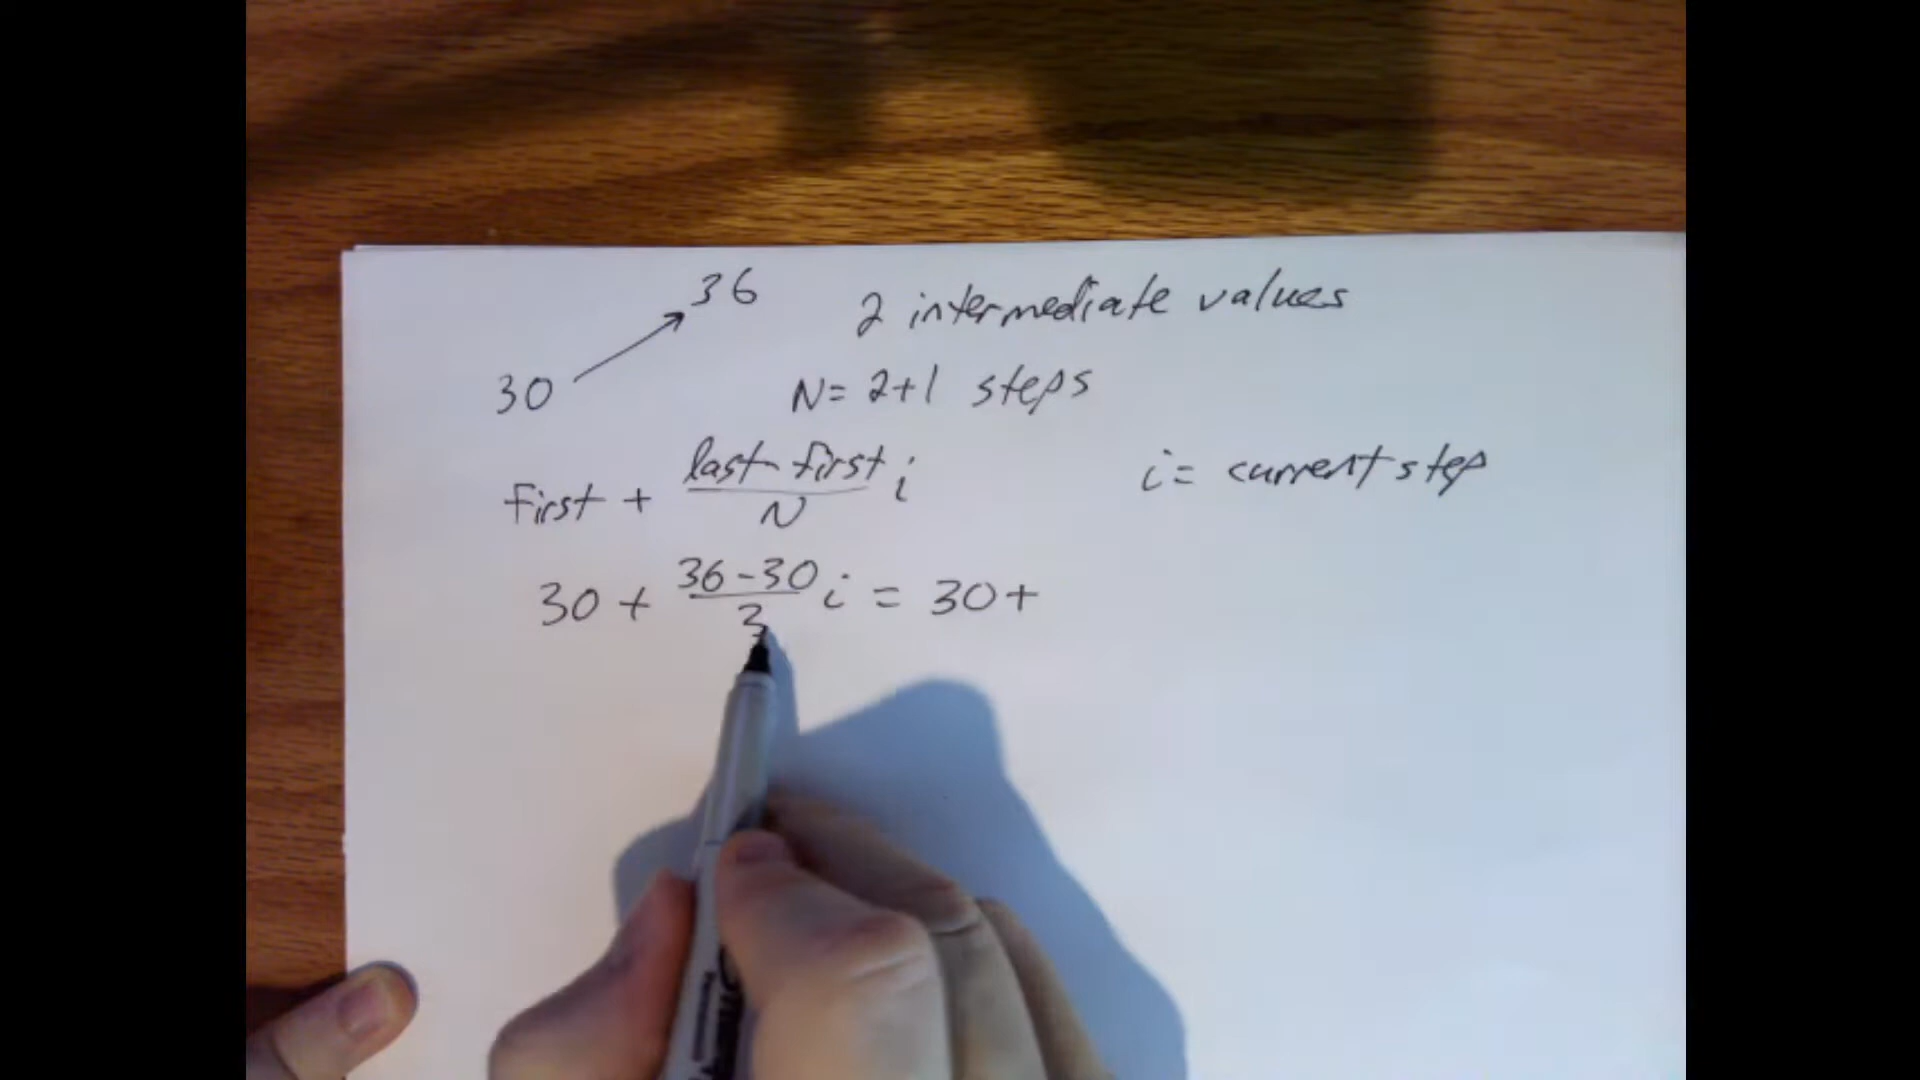 36
2 intermediate values
30
N= 2+1 steps
first + last-first / N i
i= current step
30 + 36-30 / 3 i = 30+